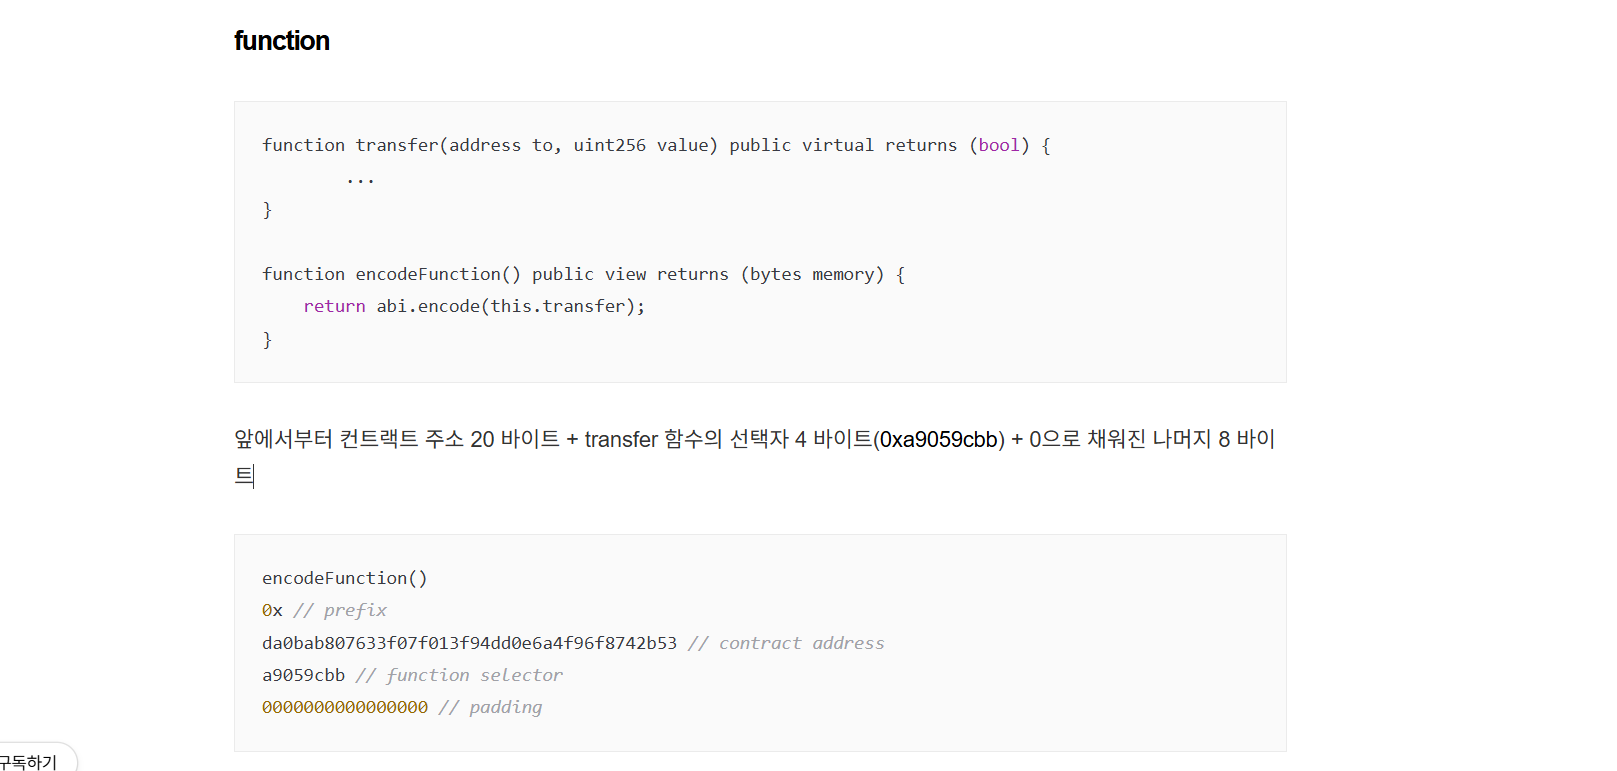 function
function transfer(address to, uint256 value) public virtual returns (bool) {
...
}
function encodeFunction() public view returns (bytes memory) {
return abi.encode(this.transfer);
}
앞에서부터 컨트랙트 주소 20 바이트 + transfer 함수의 선택자 4 바이트(0xa9059cbb) + 0으로 채워진 나머지 8 바이
트
encodeFunction()
0x // prefix
da0bab807633f07f013f94dd0e6a4f96f8742b53 // contract address
a9059cbb // function selector
0000000000000000 // padding
구독하기